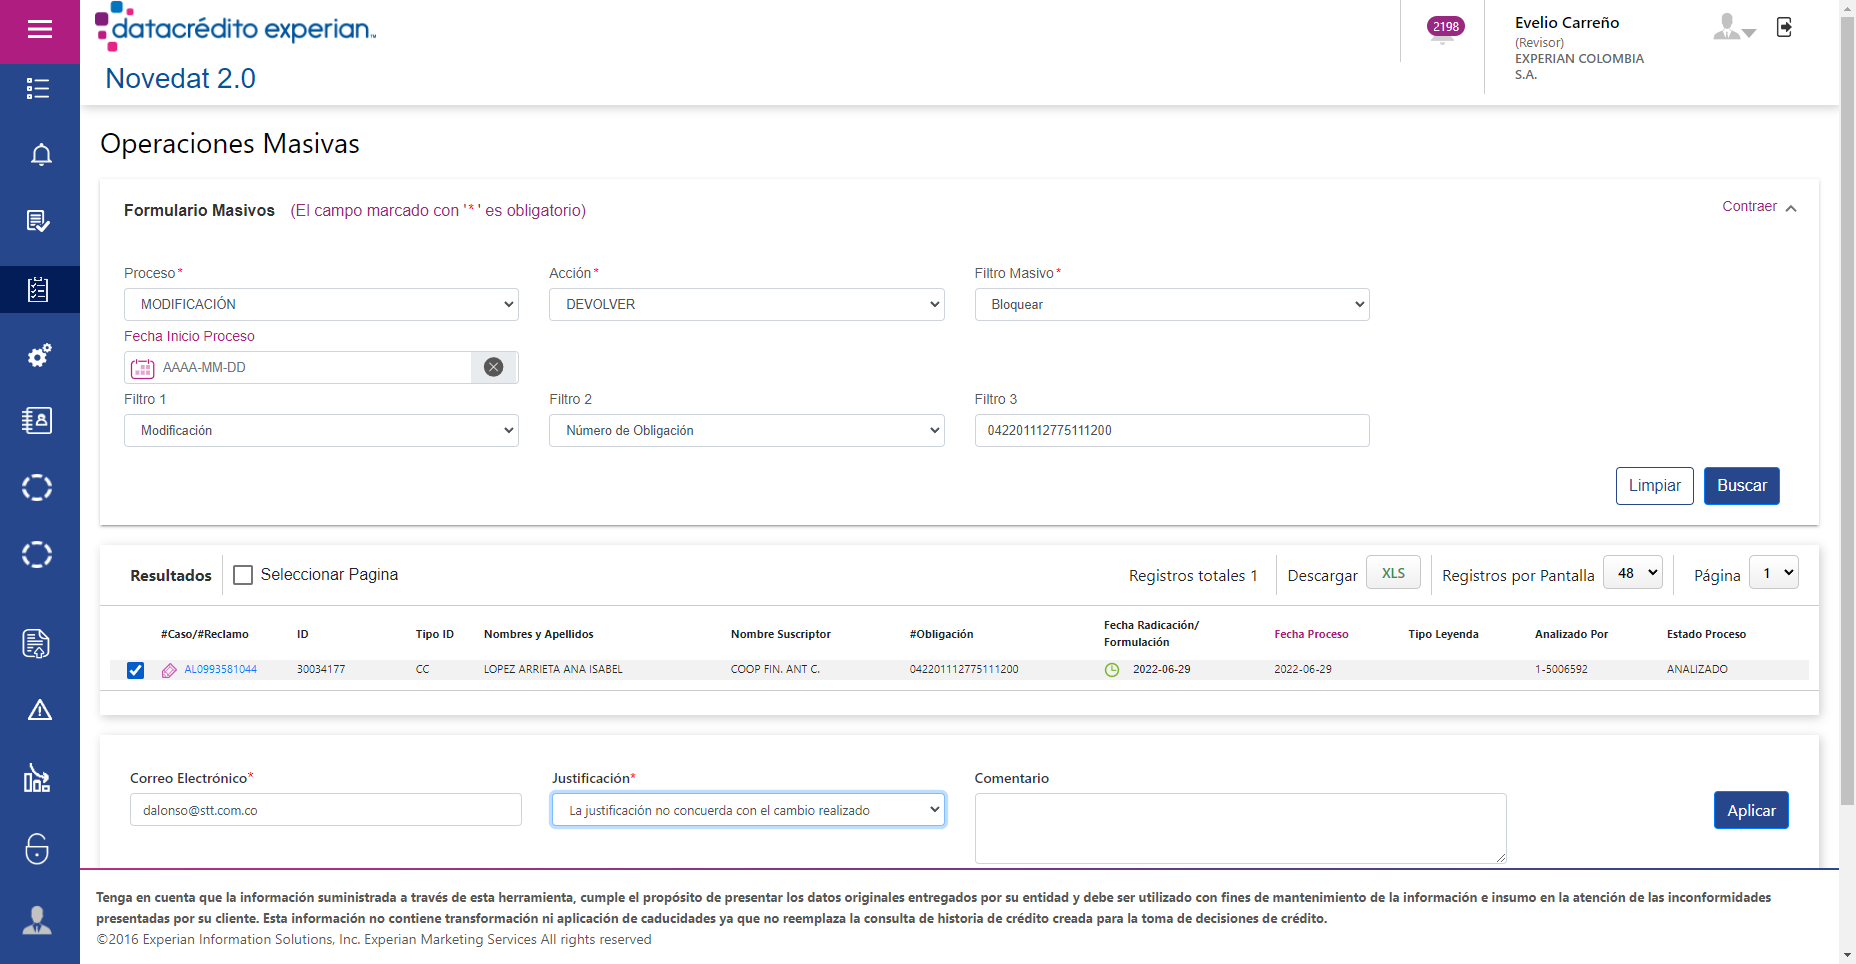 datacrédito experian.
Novedat 2.0
2198
Evelio Carreño
(Revisor)
EXPERIAN COLOMBIA
S.A.
Operaciones Masivas
Formulario Masivos (El campo marcado con '*' es obligatorio)
Contraer
Proceso* Acción* Filtro Masivo*
MODIFICACIÓN DEVOLVER Bloquear
Fecha Inicio Proceso
AAAA-MM-DD
Filtro 1 Filtro 2 Filtro 3
Modificación Número de Obligación 042201112775111200
Limpiar Buscar
Resultados Seleccionar Pagina Registros totales 1 Descargar XLS Registros por Pantalla 48 Página 1
#Caso/#Reclamo ID Tipo ID Nombres y Apellidos Nombre Suscriptor #Obligación Fecha Radicación/ Formulación Fecha Proceso Tipo Leyenda Analizado Por Estado Proceso
AL0993581044 30034177 CC LOPEZ ARRIETA ANA ISABEL COOP FIN. ANT C. 042201112775111200 2022-06-29 2022-06-29 1-5006592 ANALIZADO
Correo Electrónico* Justificación* Comentario
dalonso@stt.com.co La justificación no concuerda con el cambio realizado Aplicar
Tenga en cuenta que la información suministrada a través de esta herramienta, cumple el propósito de presentar los datos originales entregados por su entidad y debe ser utilizado con fines de mantenimiento de la información e insumo en la atención de las inconformidades
presentadas por su cliente. Esta información no contiene transformación ni aplicación de caducidades ya que no reemplaza la consulta de historia de crédito creada para la toma de decisiones de crédito.
©2016 Experian Information Solutions, Inc. Experian Marketing Services All rights reserved